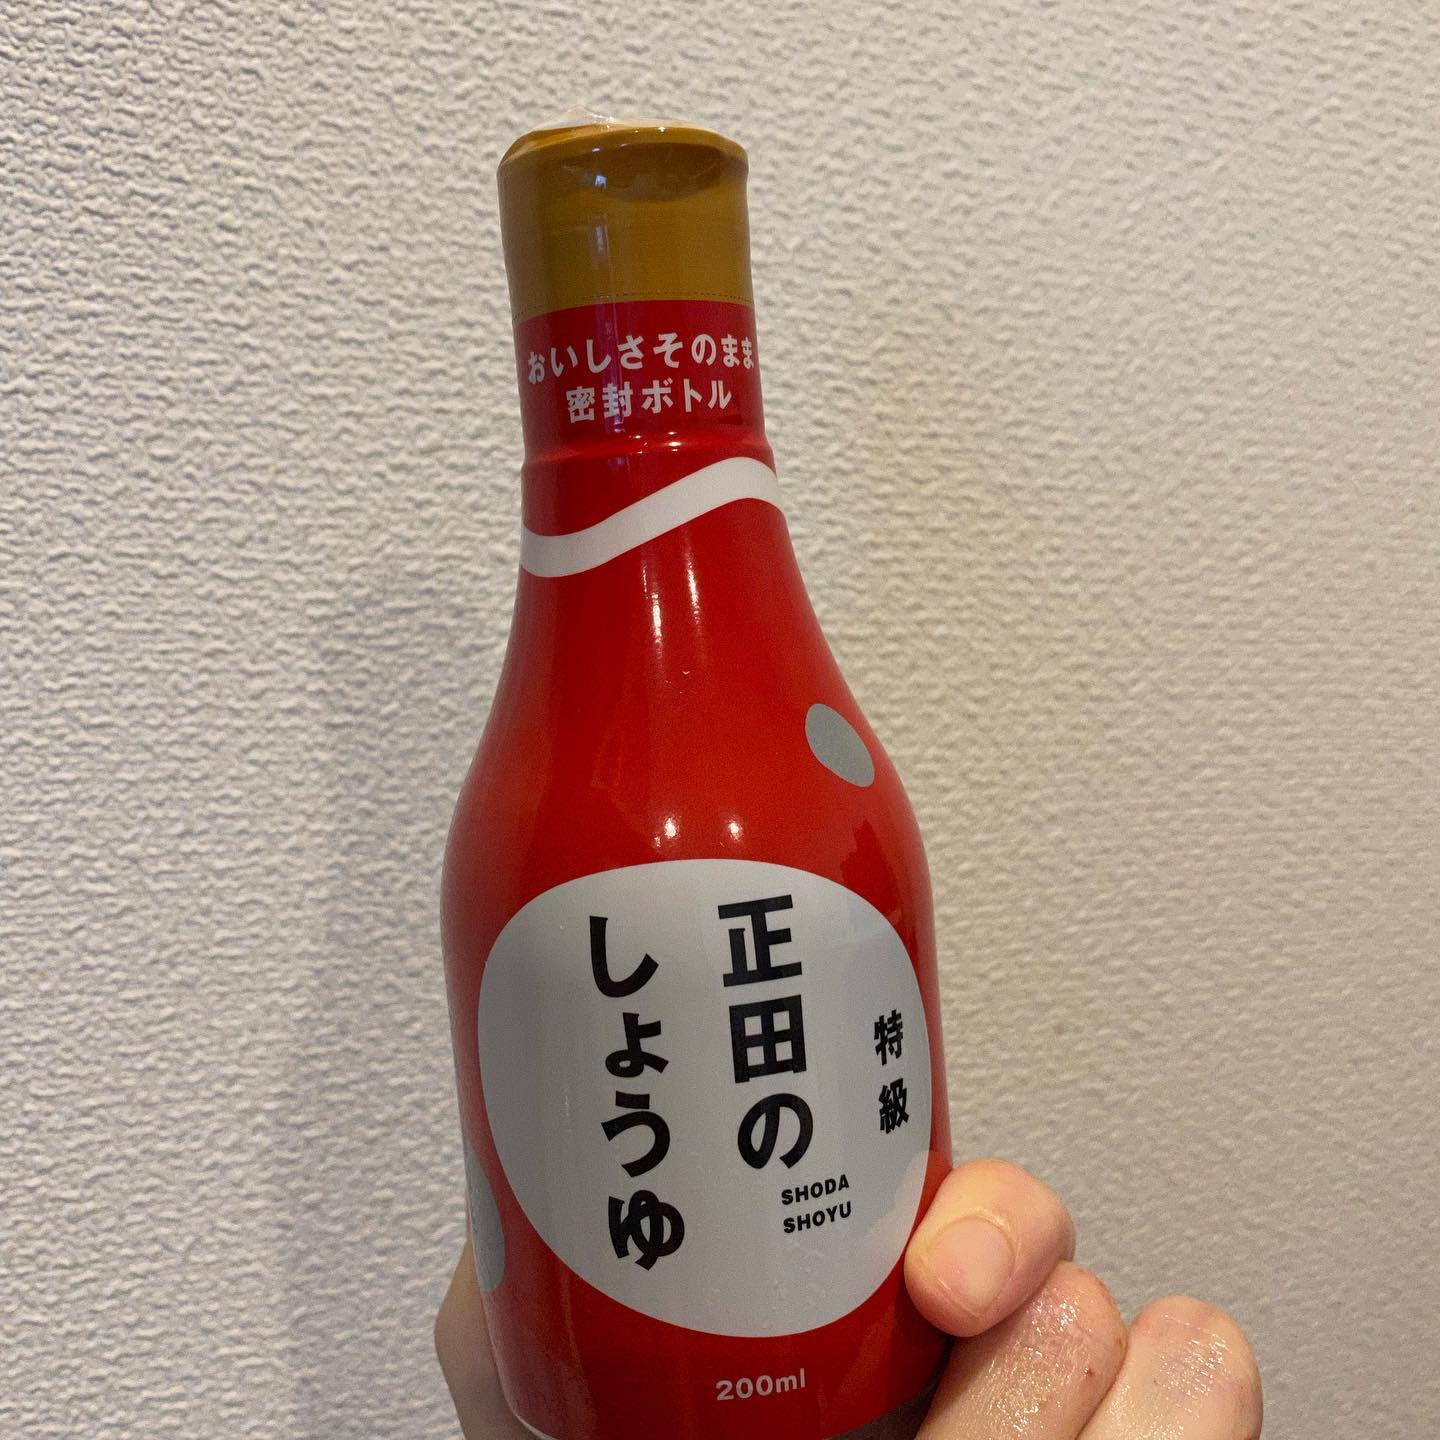 おいしさそのまま
密封ボトル
特級
正田の
しょうゆ
SHODA
SHOYU
200ml